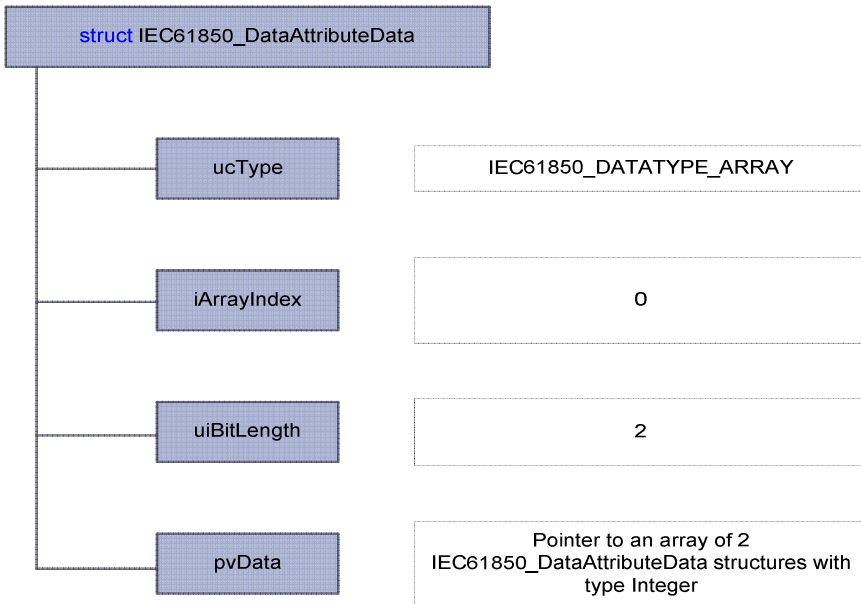 struct IEC61850_DataAttributeData
ucType
IEC61850_DATATYPE_ARRAY
iArrayIndex
0
uiBitLength
2
pvData
Pointer to an array of 2
IEC61850_DataAttributeData structures with
type Integer